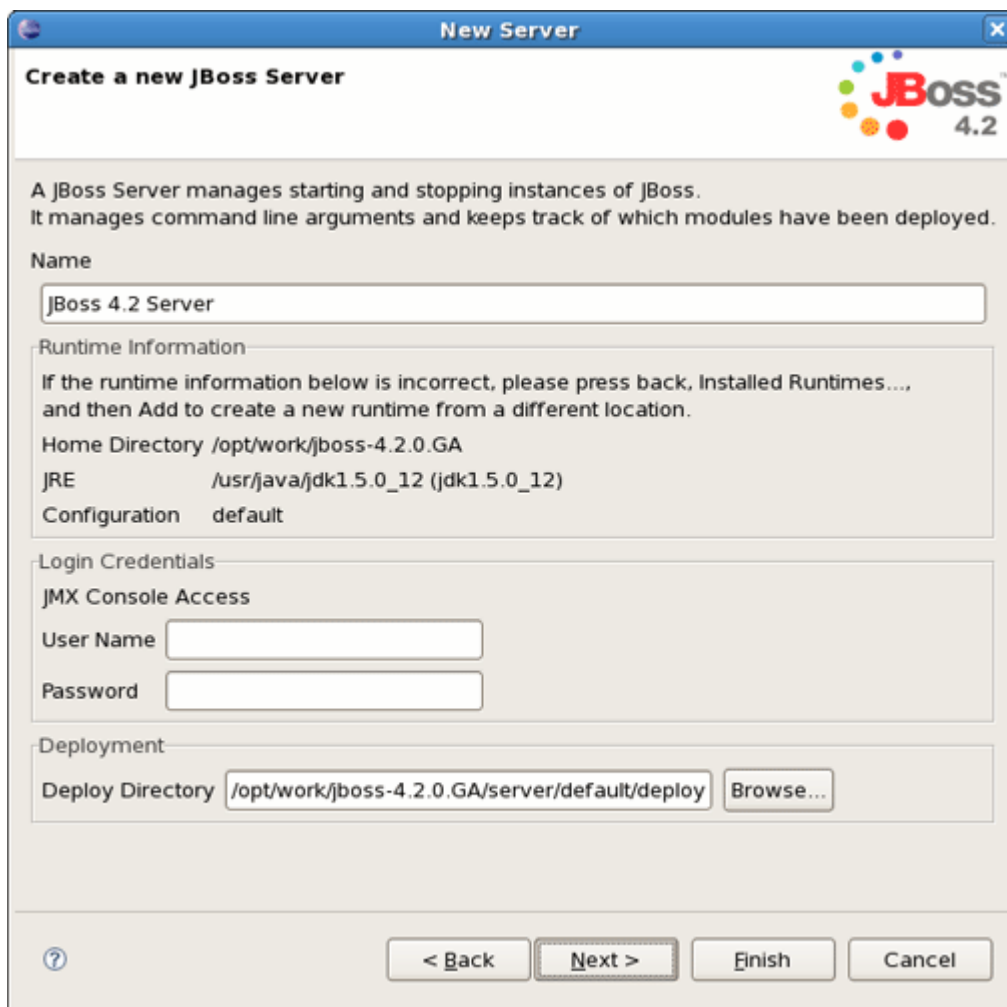 New Server
Create a new JBoss Server
JBoss™
4.2
A JBoss Server manages starting and stopping instances of JBoss.
It manages command line arguments and keeps track of which modules have been deployed.
Name
JBoss 4.2 Server
Runtime Information
If the runtime information below is incorrect, please press back, Installed Runtimes...,
and then Add to create a new runtime from a different location.
Home Directory /opt/work/jboss-4.2.0.GA
JRE /usr/java/jdk1.5.0_12 (jdk1.5.0_12)
Configuration default
Login Credentials
JMX Console Access
User Name
Password
Deployment
Deploy Directory /opt/work/jboss-4.2.0.GA/server/default/deploy Browse...
? < Back Next > Finish Cancel